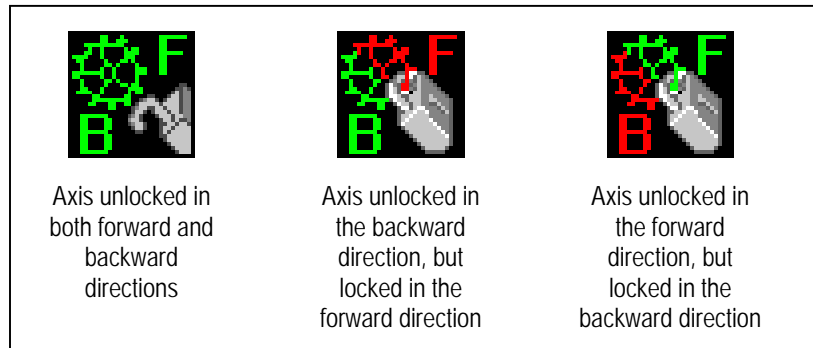 F
B
F
B
F
B
Axis unlocked in
both forward and
backward
directions
Axis unlocked in
the backward
direction, but
locked in the
forward direction
Axis unlocked in
the forward
direction, but
locked in the
backward direction